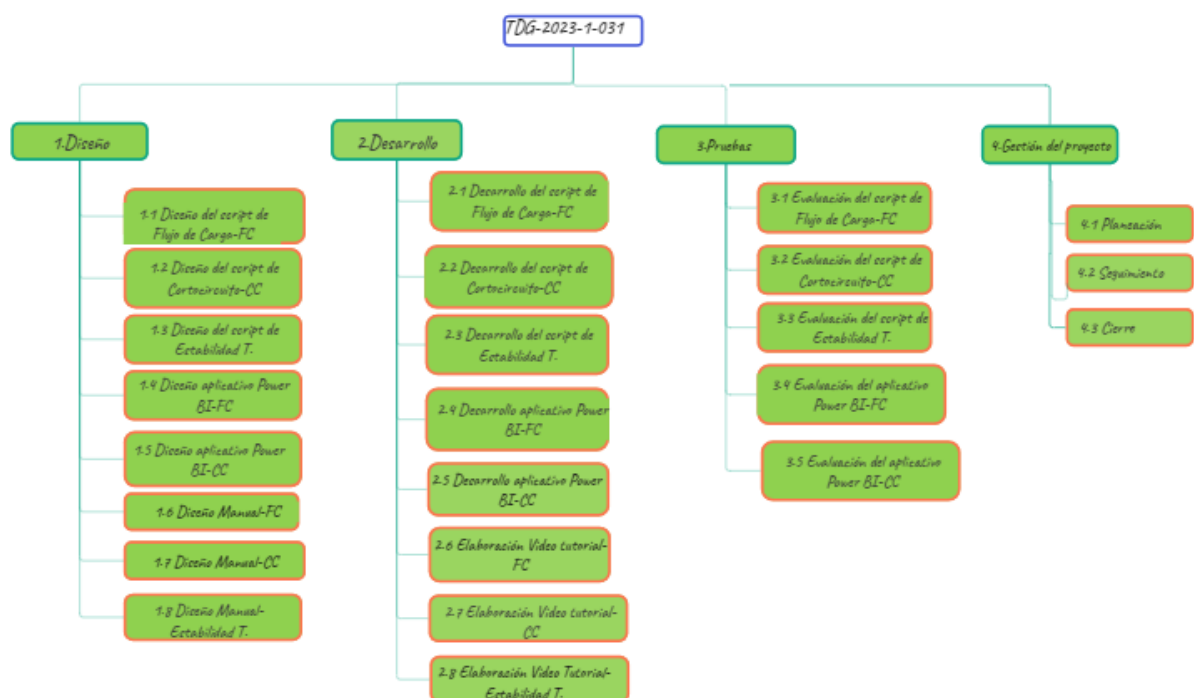 TDG-2023-1-031
1.Diseño
1.1 Diseño del script de
Flujo de Carga-FC
1.2 Diseño del script de
Cortocircuito-CC
1.3 Diseño del script de
Estabilidad T.
1.4 Diseño aplicativo Power
BI-FC
1.5 Diseño aplicativo Power
BI-CC
1.6 Diseño Manual-FC
1.7 Diseño Manual-CC
1.8 Diseño Manual-
Estabilidad T.
2.Desarrollo
2.1 Desarrollo del script de
Flujo de Carga-FC
2.2 Desarrollo del script de
Cortocircuito-CC
2.3 Desarrollo del script de
Estabilidad T.
2.4 Desarrollo aplicativo Power
BI-FC
2.5 Desarrollo aplicativo Power
BI-CC
2.6 Elaboración Video tutorial-
FC
2.7 Elaboración Video tutorial-
CC
2.8 Elaboración Video Tutorial-
Estabilidad T.
3.Pruebas
3.1 Evaluación del script de
Flujo de Carga-FC
3.2 Evaluación del script de
Cortocircuito-CC
3.3 Evaluación del script de
Estabilidad T.
3.4 Evaluación del aplicativo
Power BI-FC
3.5 Evaluación del aplicativo
Power BI-CC
4.Gestión del proyecto
4.1 Planeación
4.2 Seguimiento
4.3 Cierre